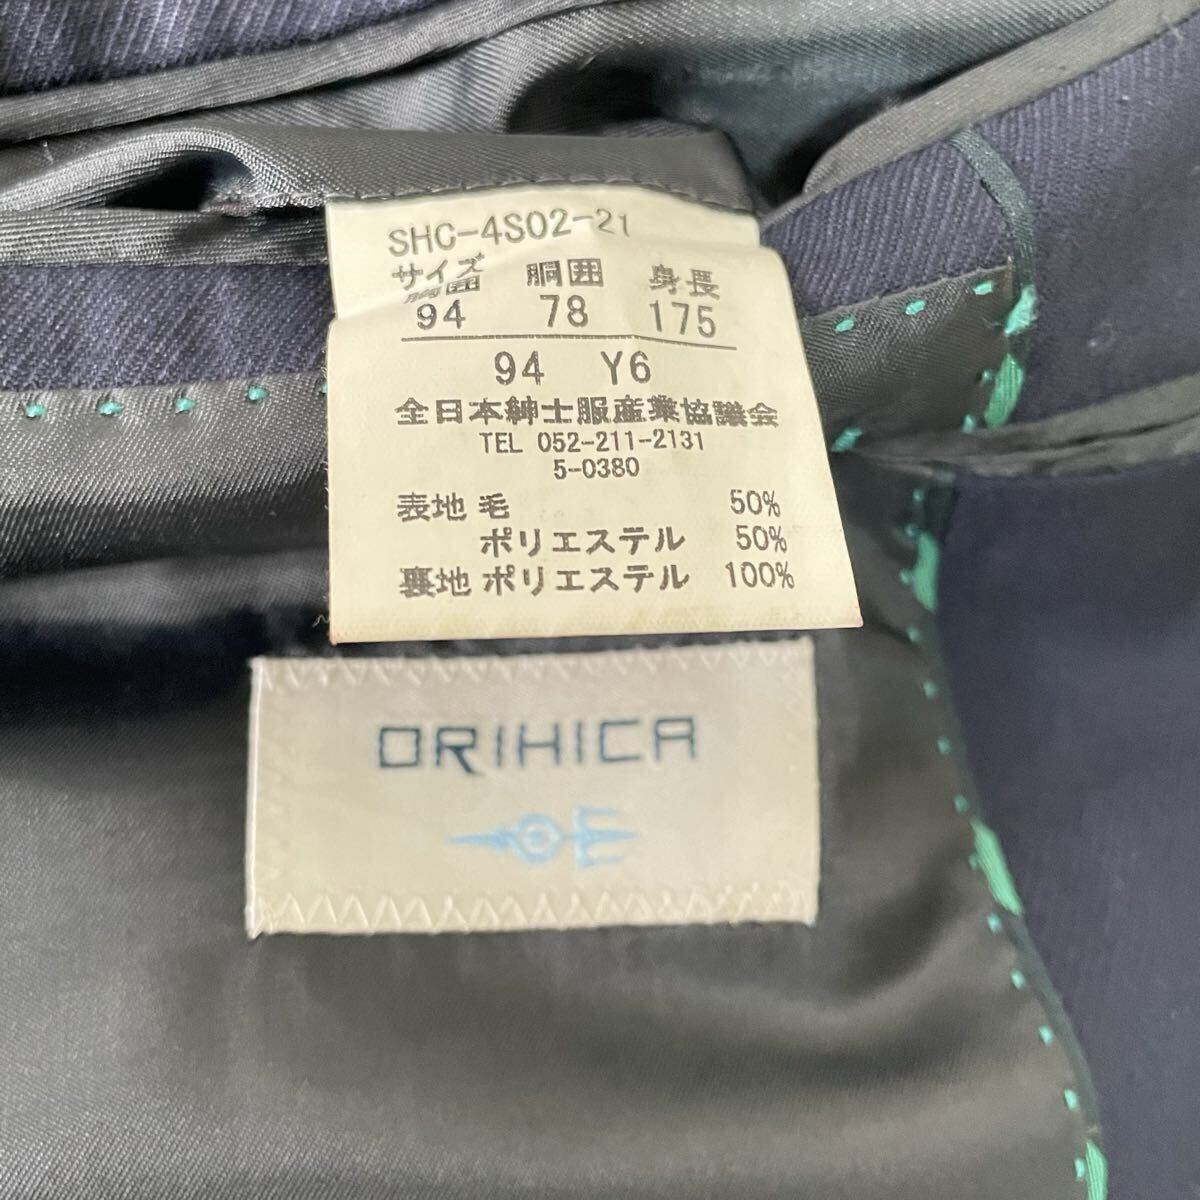 SHC-4S02-21
サイズ 胴囲 身長
胸囲
94 78 175
94 Y6
全日本紳士服産業協議会
TEL 052-211-2131
5-0380
表地 毛 50%
ポリエステル 50%
裏地 ポリエステル 100%
ORIHICA